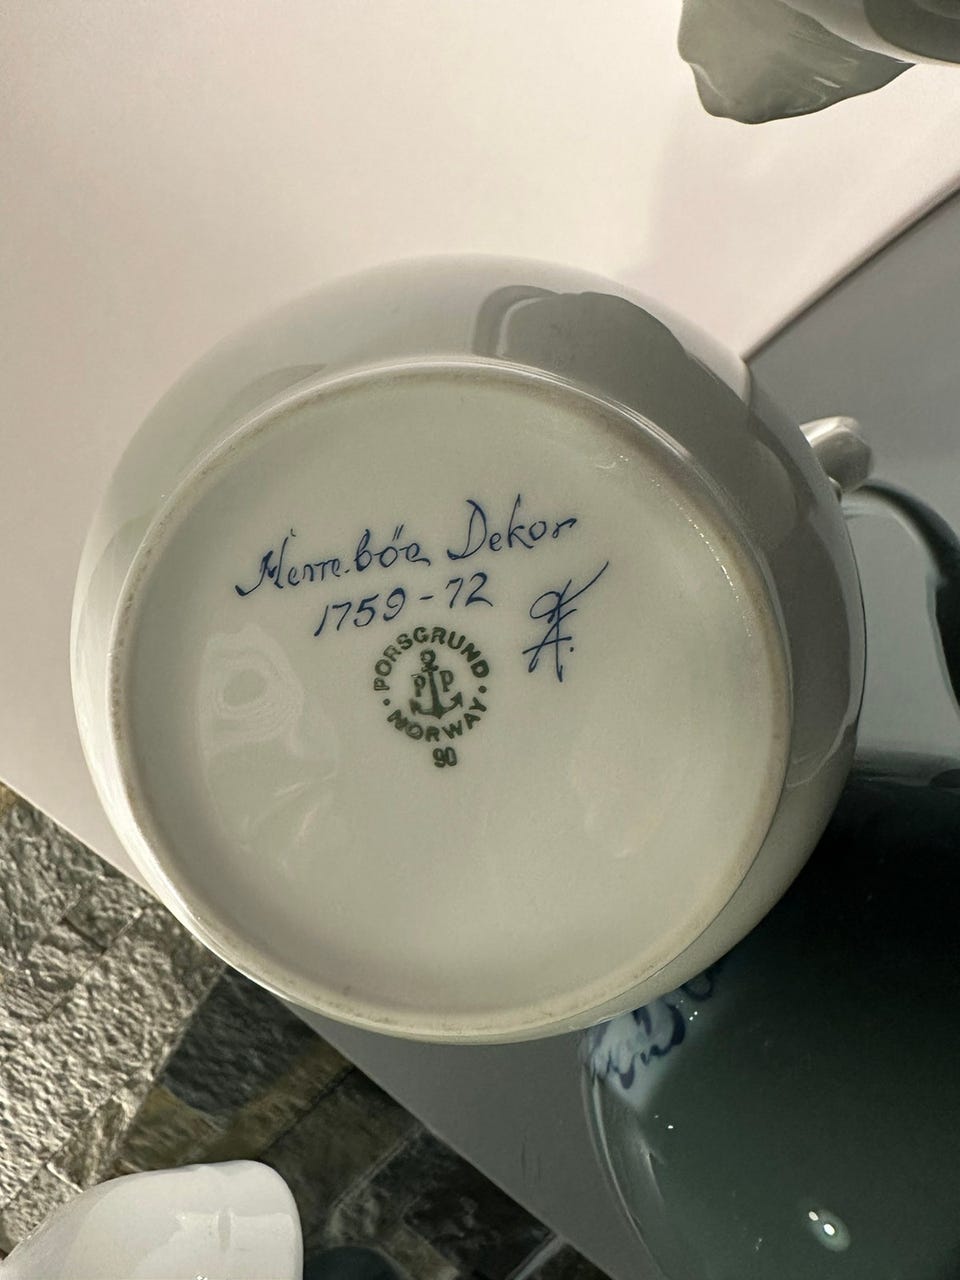 Herrebøe Dekor
1759-72
PORSGRUND
PP
NORWAY
90